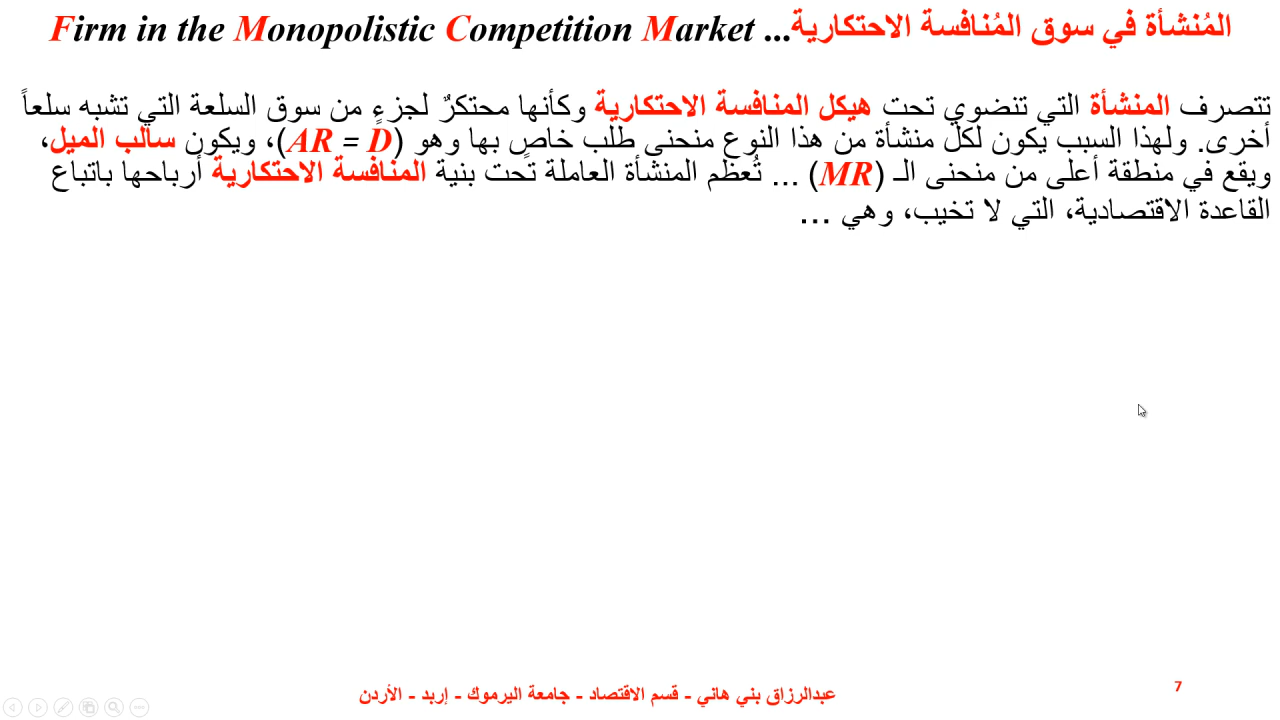 المُنشأة في سوق المُنافسة الاحتكارية... Firm in the Monopolistic Competition Market
تتصرف المنشأة التي تنضوي تحت هيكل المنافسة الاحتكارية وكأنها محتكرٌ لجزءٍ من سوق السلعة التي تشبه سلعاً
أخرى. ولهذا السبب يكون لكل منشأة من هذا النوع منحنى طلب خاصٍ بها وهو (AR = D)، ويكون سالب الميل،
ويقع في منطقة أعلى من منحنى الـ (MR) ... تُعظم المنشأة العاملة تحت بنية المنافسة الاحتكارية أرباحها باتباع
القاعدة الاقتصادية، التي لا تخيب، وهي ...
عبدالرزاق بني هاني - قسم الاقتصاد - جامعة اليرموك - إربد - الأردن
7